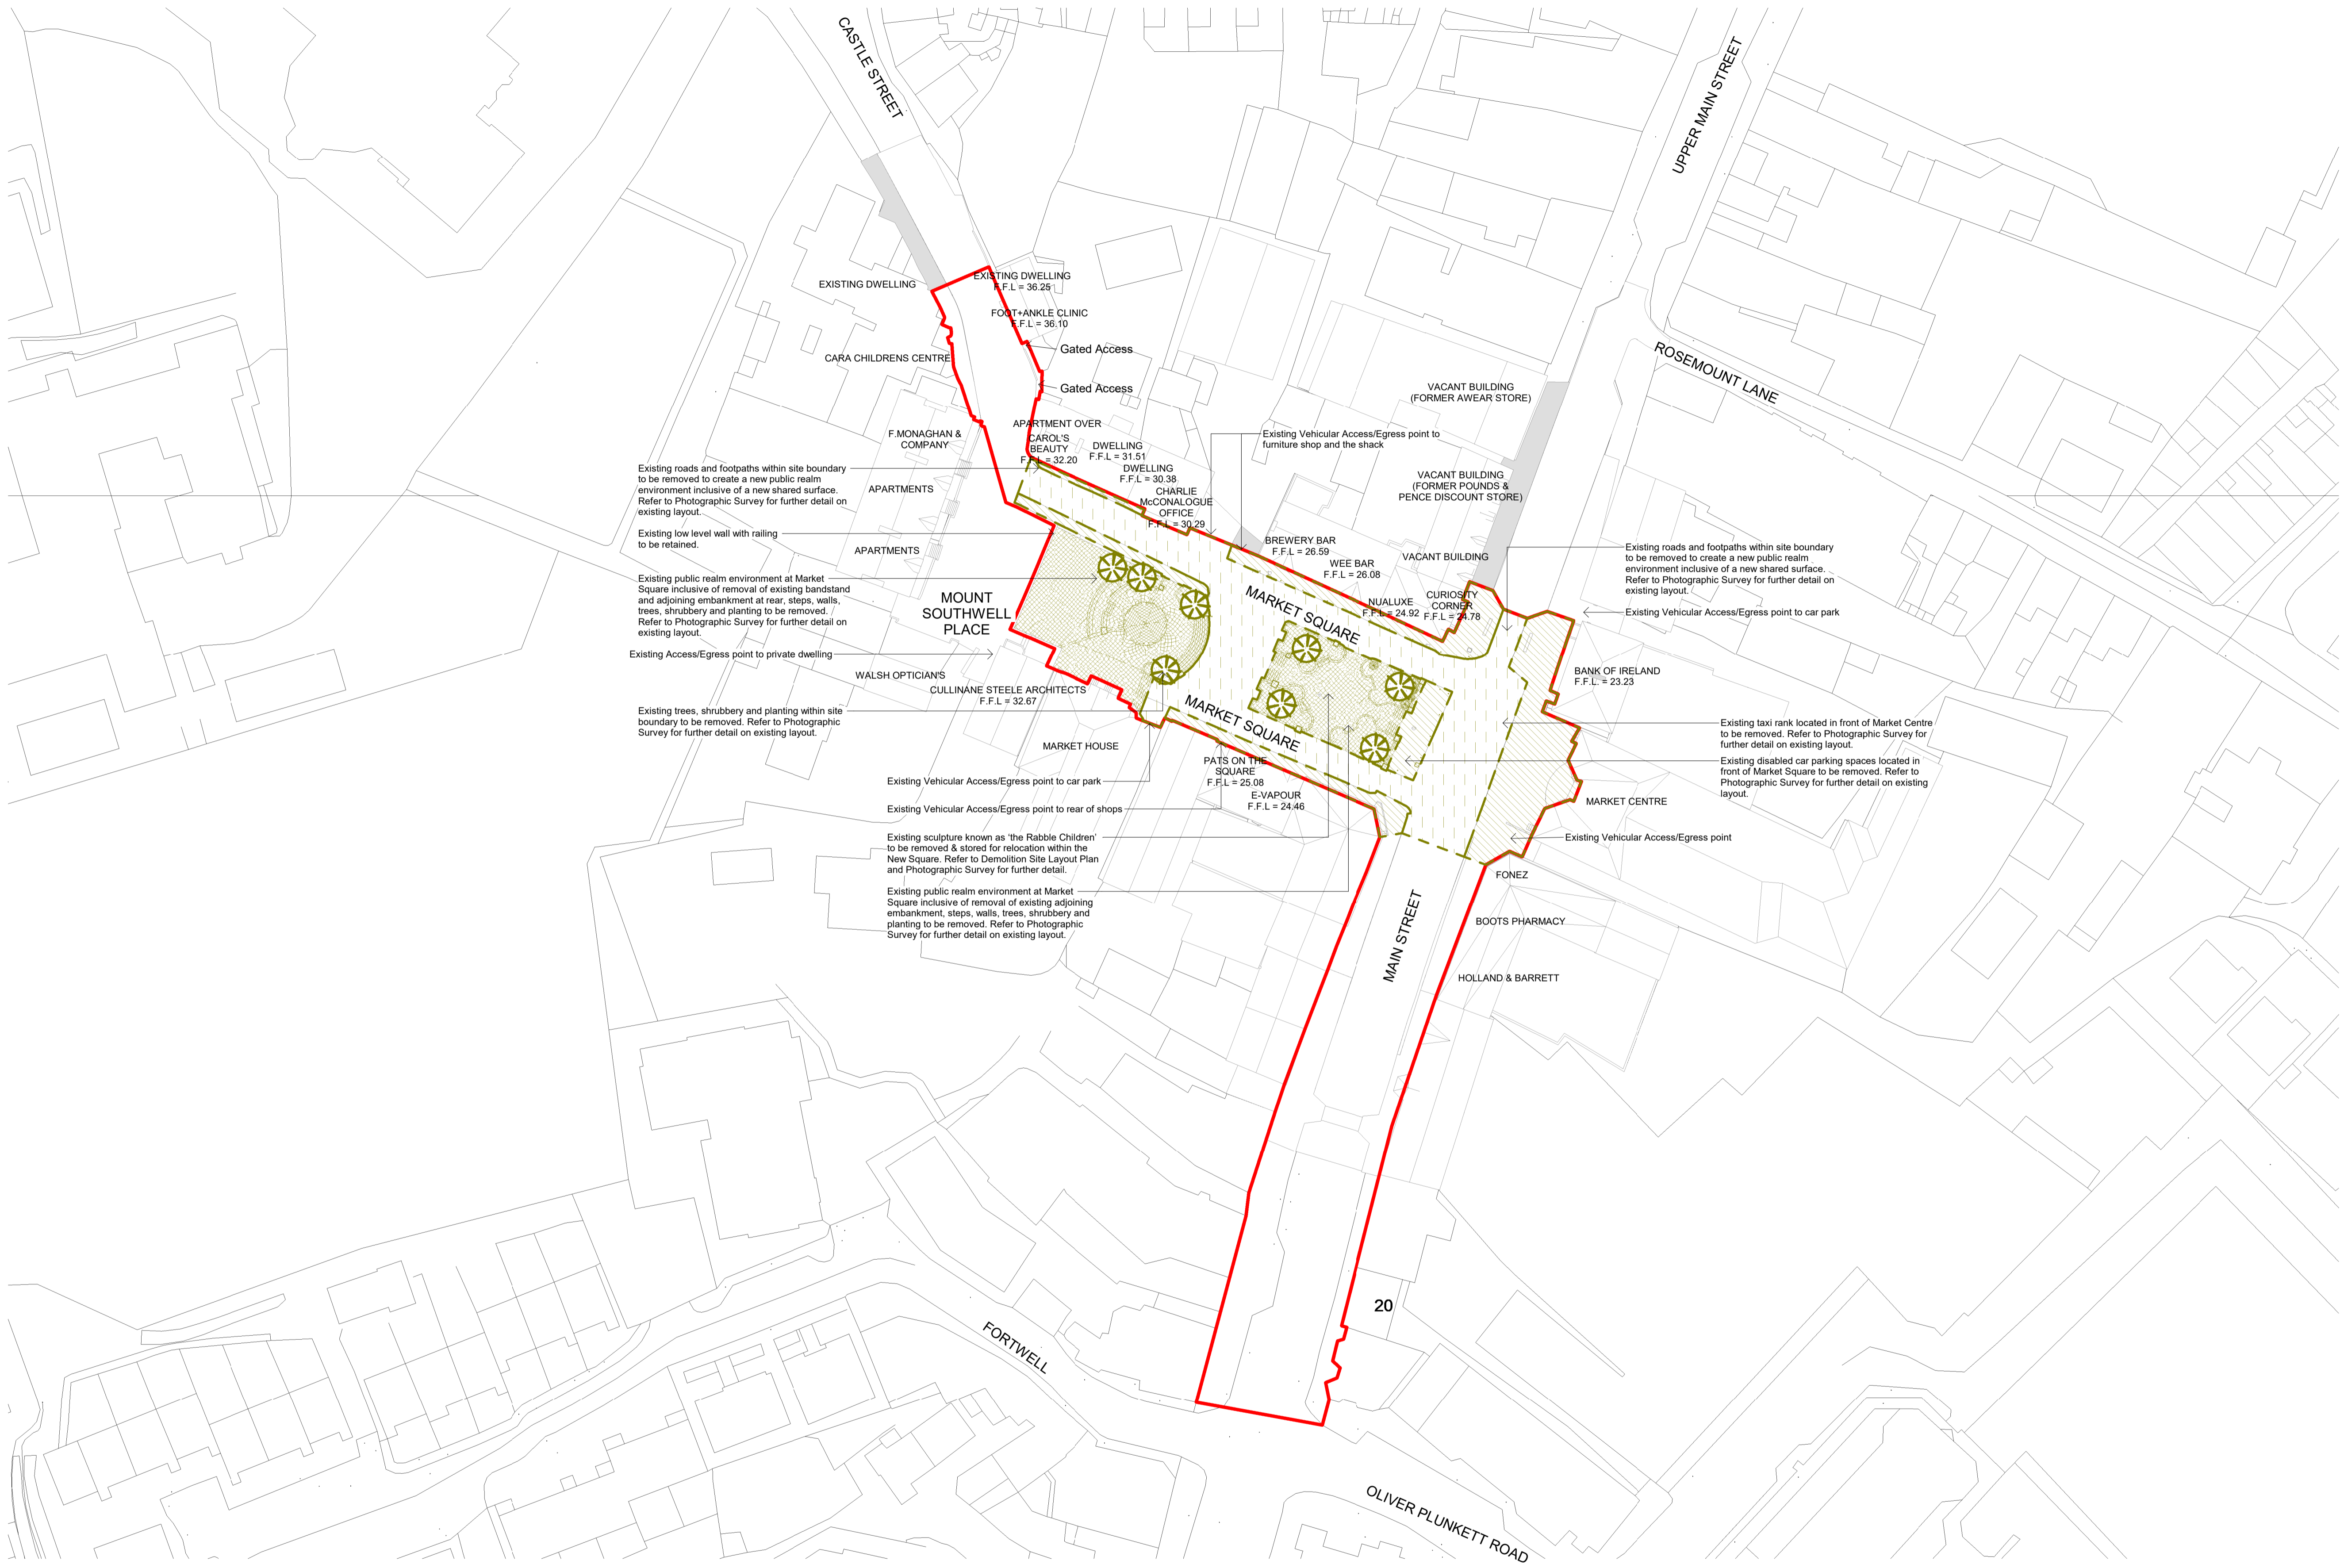 CASTLE STREET
UPPER MAIN STREET
EXISTING DWELLING
F.F.L = 36.25
EXISTING DWELLING
FOOT+ANKLE CLINIC
F.F.L = 36.10
Gated Access
ROSEMOUNT LANE
CARA CHILDRENS CENTRE
Gated Access
VACANT BUILDING
(FORMER AWEAR STORE)
APARTMENT OVER
CAROL'S
BEAUTY
F.F.L = 32.20
F.MONAGHAN &
COMPANY
DWELLING
F.F.L = 31.51
DWELLING
F.F.L = 30.38
Existing Vehicular Access/Egress point to
furniture shop and the shack
Existing roads and footpaths within site boundary
to be removed to create a new public realm
environment inclusive of a new shared surface.
Refer to Photographic Survey for further detail on
existing layout.
APARTMENTS
CHARLIE
McCONALOGUE
OFFICE
F.F.L = 30.29
VACANT BUILDING
(FORMER POUNDS &
PENCE DISCOUNT STORE)
Existing low level wall with railing
to be retained.
APARTMENTS
BREWERY BAR
F.F.L = 26.59
WEE BAR
F.F.L = 26.08
VACANT BUILDING
Existing roads and footpaths within site boundary
to be removed to create a new public realm
environment inclusive of a new shared surface.
Refer to Photographic Survey for further detail on
existing layout.
Existing public realm environment at Market
Square inclusive of removal of existing bandstand
and adjoining embankment at rear, steps, walls,
trees, shrubbery and planting to be removed.
Refer to Photographic Survey for further detail on
existing layout.
MOUNT
SOUTHWELL
PLACE
MARKET SQUARE
NUALUXE
F.F.L = 24.92
CURIOSITY
CORNER
F.F.L = 24.78
Existing Vehicular Access/Egress point to car park
Existing Access/Egress point to private dwelling
WALSH OPTICIAN'S
CULLINANE STEELE ARCHITECTS
F.F.L = 32.67
BANK OF IRELAND
F.F.L. = 23.23
Existing trees, shrubbery and planting within site
boundary to be removed. Refer to Photographic
Survey for further detail on existing layout.
MARKET SQUARE
Existing taxi rank located in front of Market Centre
to be removed. Refer to Photographic Survey for
further detail on existing layout.
MARKET HOUSE
PATS ON THE
SQUARE
F.F.L = 25.08
Existing disabled car parking spaces located in
front of Market Square to be removed. Refer to
Photographic Survey for further detail on existing
layout.
Existing Vehicular Access/Egress point to car park
E-VAPOUR
F.F.L = 24.46
MARKET CENTRE
Existing Vehicular Access/Egress point to rear of shops
Existing Vehicular Access/Egress point
Existing sculpture known as 'the Rabble Children'
to be removed & stored for relocation within the
New Square. Refer to Demolition Site Layout Plan
and Photographic Survey for further detail.
FONEZ
Existing public realm environment at Market
Square inclusive of removal of existing adjoining
embankment, steps, walls, trees, shrubbery and
planting to be removed. Refer to Photographic
Survey for further detail on existing layout.
MAIN STREET
BOOTS PHARMACY
HOLLAND & BARRETT
20
FORTWELL
OLIVER PLUNKETT ROAD